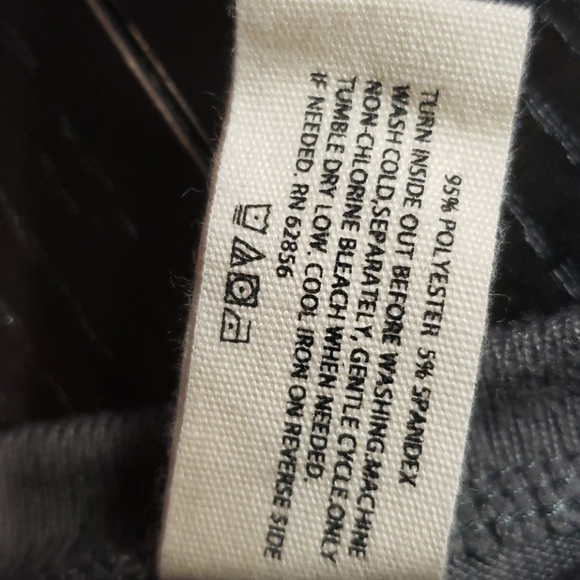 95% POLYESTER 5% SPANDEX
TURN INSIDE OUT BEFORE WASHING.MACHINE
WASH COLD,SEPARATELY, GENTLE CYCLE.ONLY
NON-CHLORINE BLEACH WHEN NEEDED.
TUMBLE DRY LOW. COOL IRON ON REVERSE SIDE
IF NEEDED. RN 62856